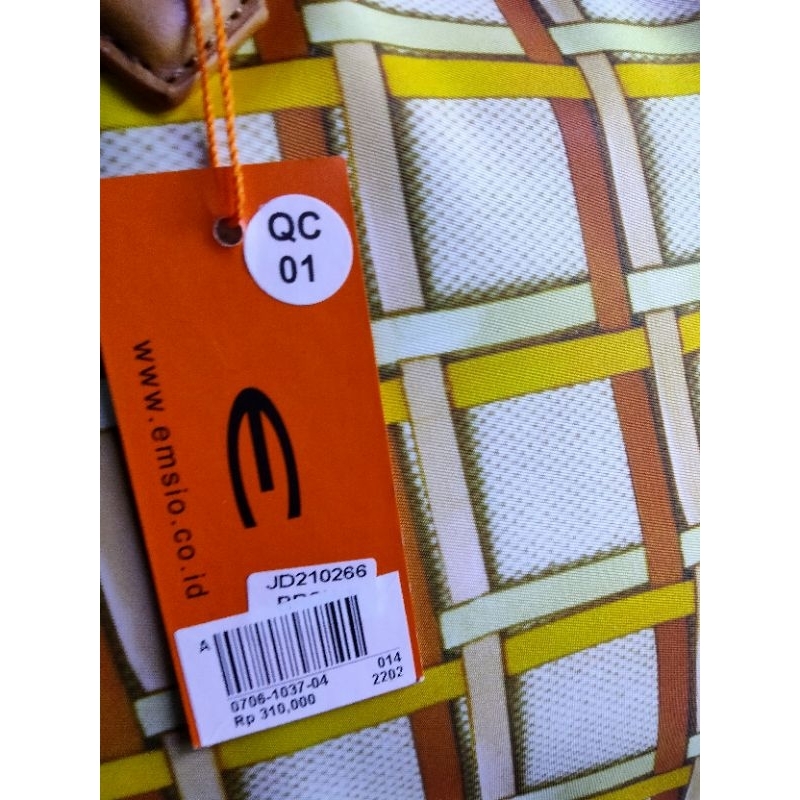 QC
01
www.emsio.co.id
JD210266
A
014
0706-1037-04
2202
Rp 310,000